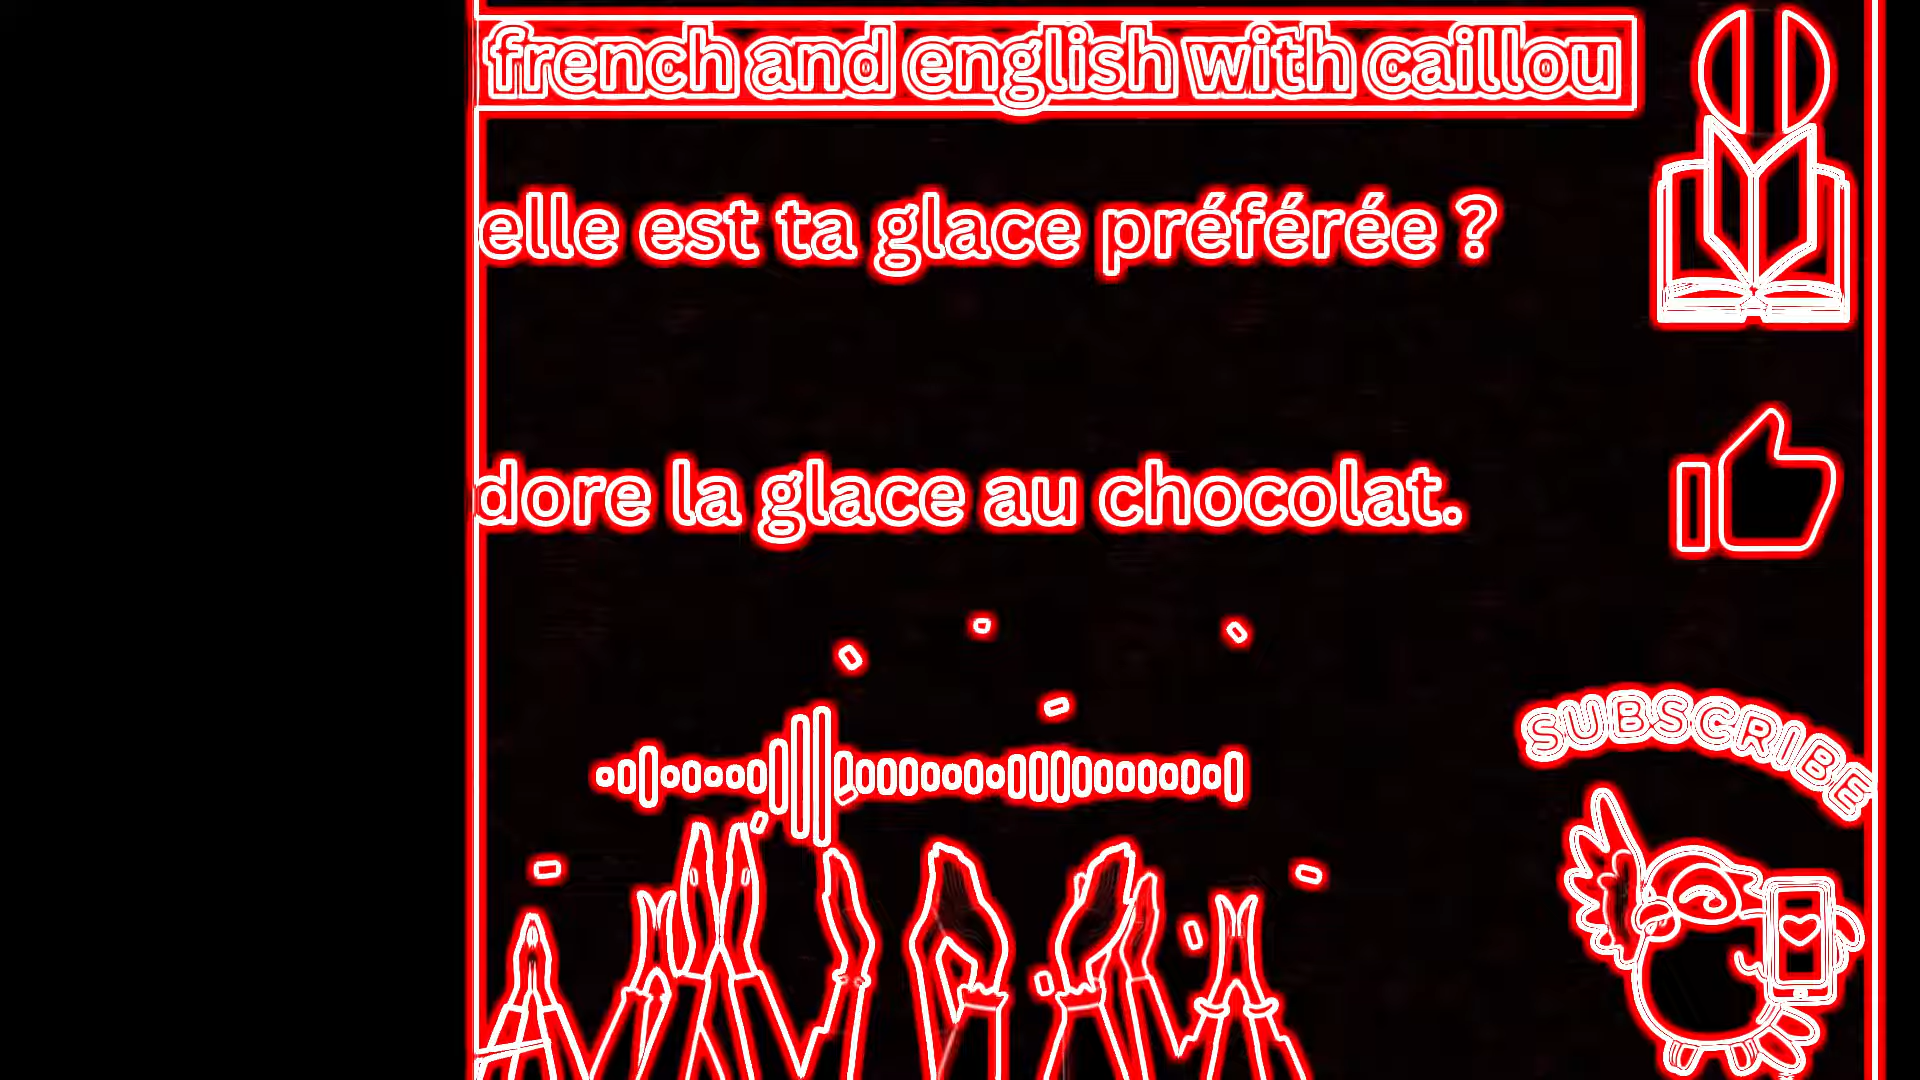 french and english with caillou
elle est ta glace préférée ?
dore la glace au chocolat.
SUBSCRIBE